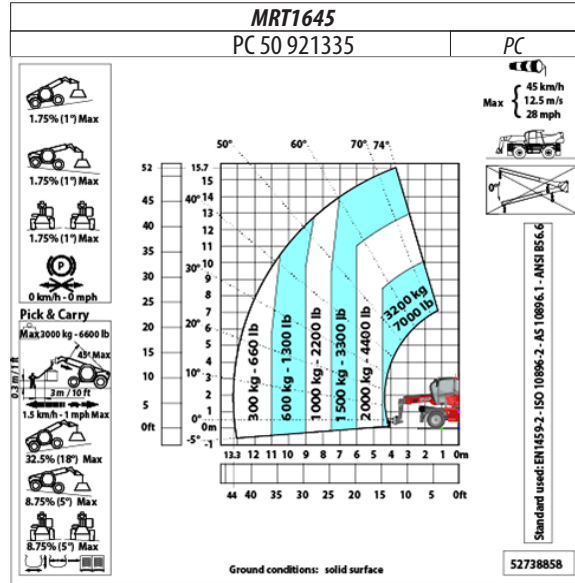 MRT1645
PC 50 921335 PC
1.75% (1°) Max
1.75% (1°) Max
1.75% (1°) Max
P
0 km/h - 0 mph
Pick & Carry
Max3000 kg - 6600 lb
45° Max
0.3 m / 1 ft
3m / 10 ft
1.5 km/h - 1 mph Max
32.5% (18°) Max
8.75% (5°) Max
8.75% (5°) Max
45 km/h
Max { 12.5 m/s
28 mph
0°
50° 60° 70° 74°
52 15.7
15
14
45 40° 13
40 12
35 11
10
30 30° 9
25 8
7
20 20° 6
5
15 4
10 10° 3
2
5 1
0ft 0° 0m
-5° -1
300 kg - 660 lb
600 kg - 1300 lb
1000 kg - 2200 lb
1500 kg - 3300 lb
2000 kg - 4400 lb
3200 kg
7000 lb
13.3 12 11 10 9 8 7 6 5 4 3 2 1 0m
44 40 35 30 25 20 15 10 5 0ft
Standard used: EN1459-2 - ISO 10896-2 - AS 10896.1 - ANSI B56.6
Ground conditions: solid surface
52738858